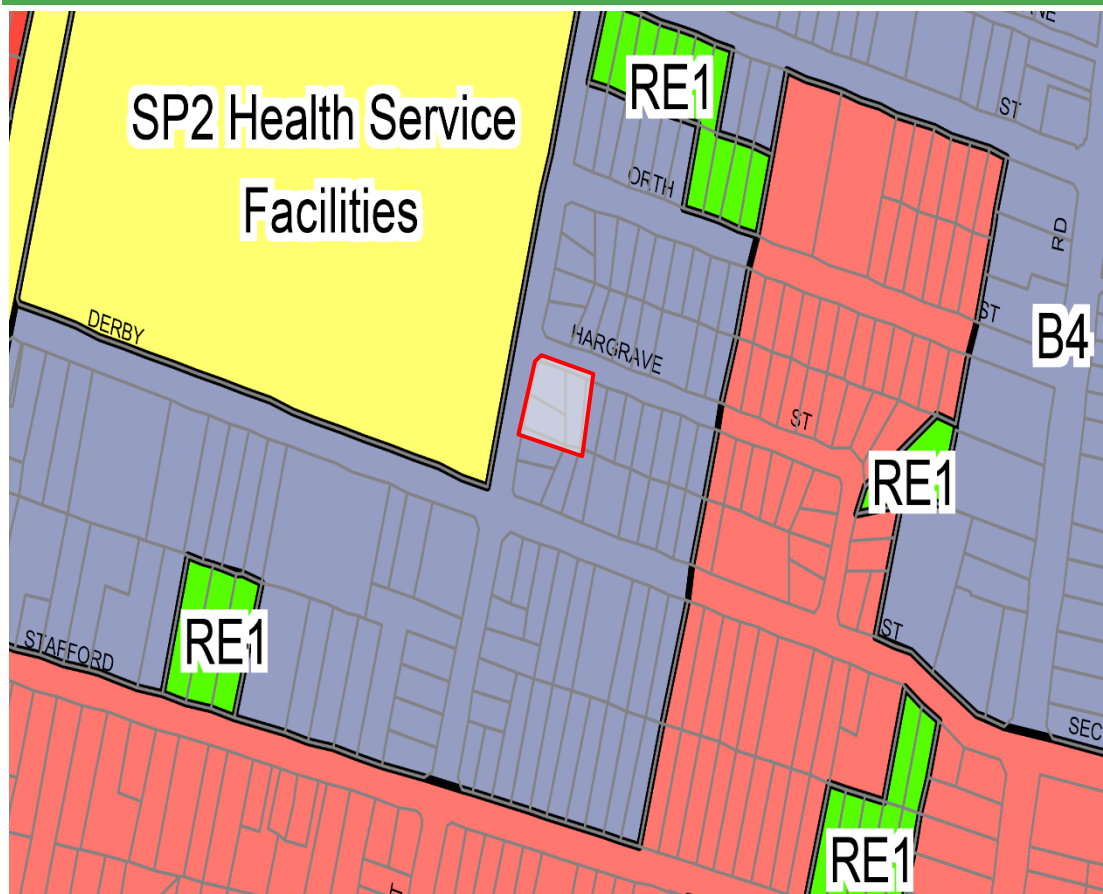 RE1
SP2 Health Service
Facilities
ST
ORTH
RD
ST
B4
DERBY
HARGRAVE
ST
RE1
ST
RE1
STAFFORD
SEC
RE1